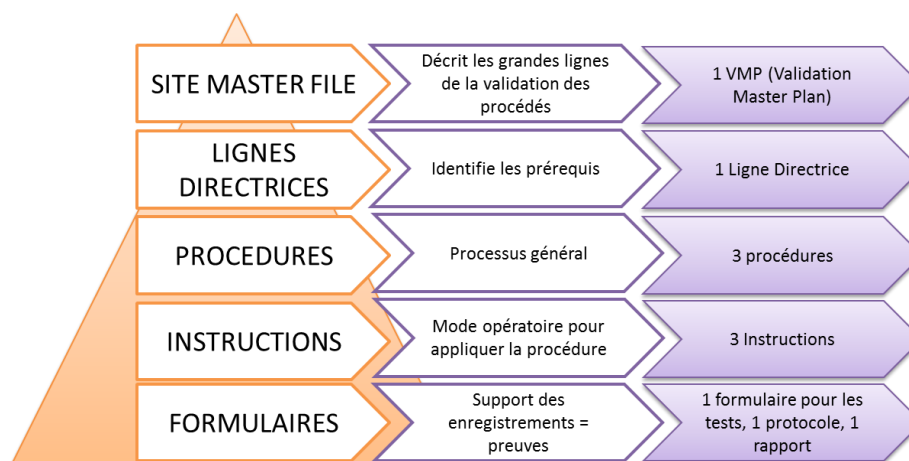 SITE MASTER FILE
Décrit les grandes lignes
de la validation des
procédés
1 VMP (Validation
Master Plan)
LIGNES
DIRECTRICES
Identifie les prérequis
1 Ligne Directrice
PROCEDURES
Processus général
3 procédures
INSTRUCTIONS
Mode opératoire pour
appliquer la procédure
3 Instructions
FORMULAIRES
Support des
enregistrements =
preuves
1 formulaire pour les
tests, 1 protocole, 1
rapport